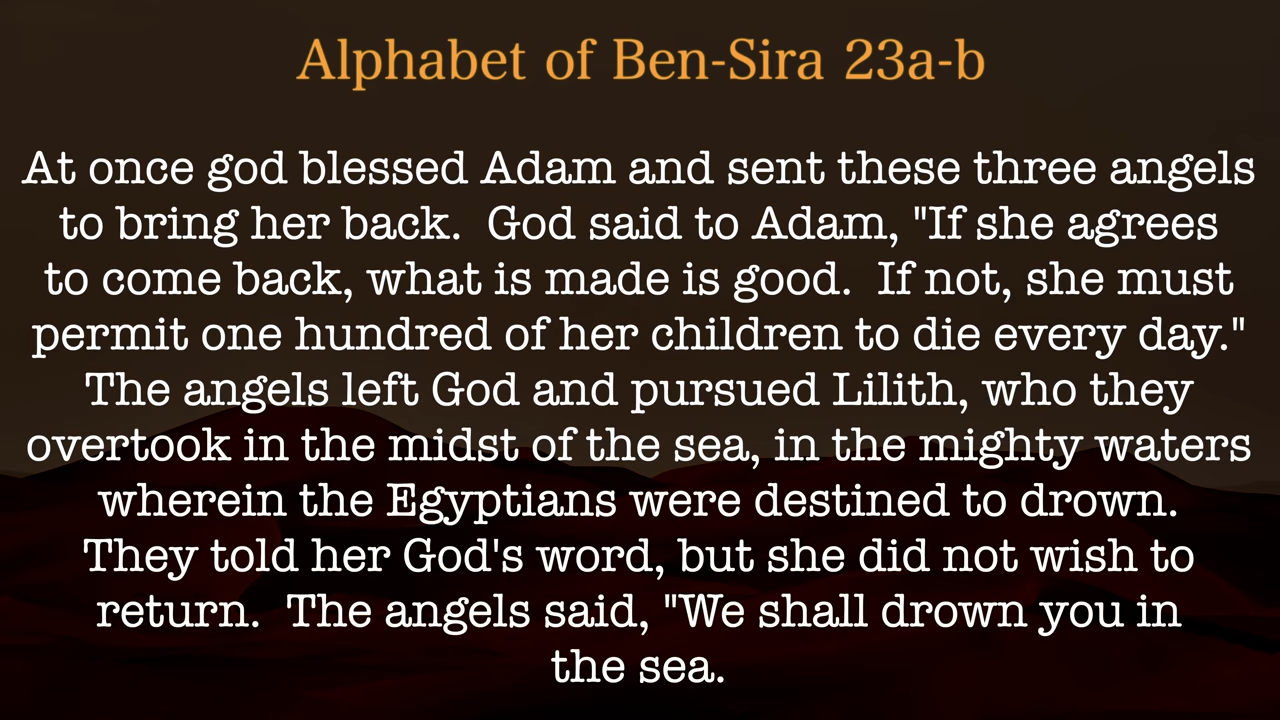 Alphabet of Ben-Sira 23a-b
At once god blessed Adam and sent these three angels
to bring her back.  God said to Adam, "If she agrees
to come back, what is made is good.  If not, she must
permit one hundred of her children to die every day."
The angels left God and pursued Lilith, who they
overtook in the midst of the sea, in the mighty waters
wherein the Egyptians were destined to drown.
They told her God's word, but she did not wish to
return.  The angels said, "We shall drown you in
the sea.